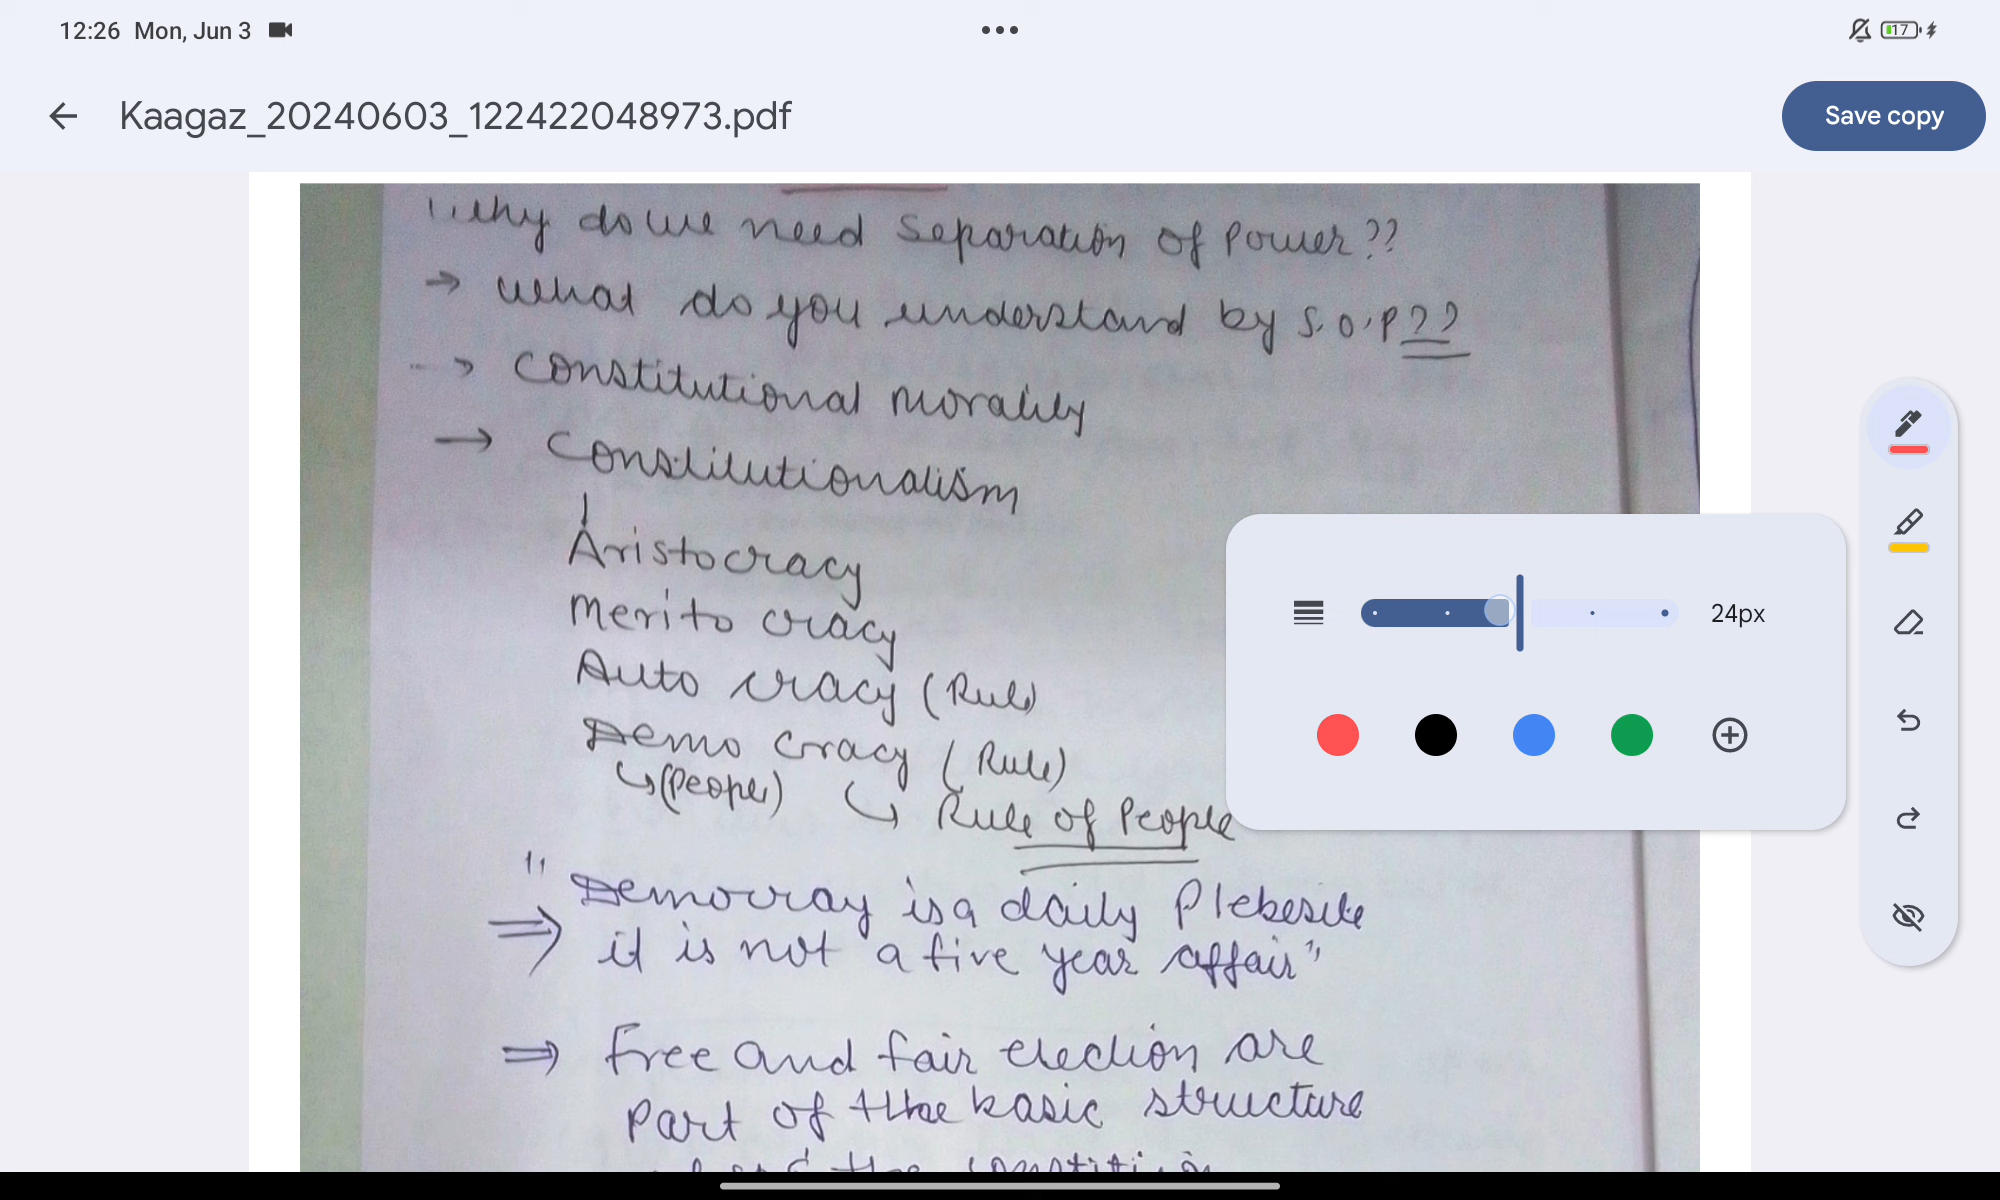 12:26 Mon, Jun 3
17
Kaagaz_20240603_122422048973.pdf
Save copy
Why do we need separation of power??
→ what do you understand by S.O.P??
→ constitutional morality
→ Constitutionalism
Aristocracy
Merito cracy
Auto cracy (Rule)
Demo cracy (Rule)
(People) Rule of People
24px
"Demorray is a daily Plebesite
⇒ it is not a five year affair"
⇒ free and fair election are
part of the basic structure